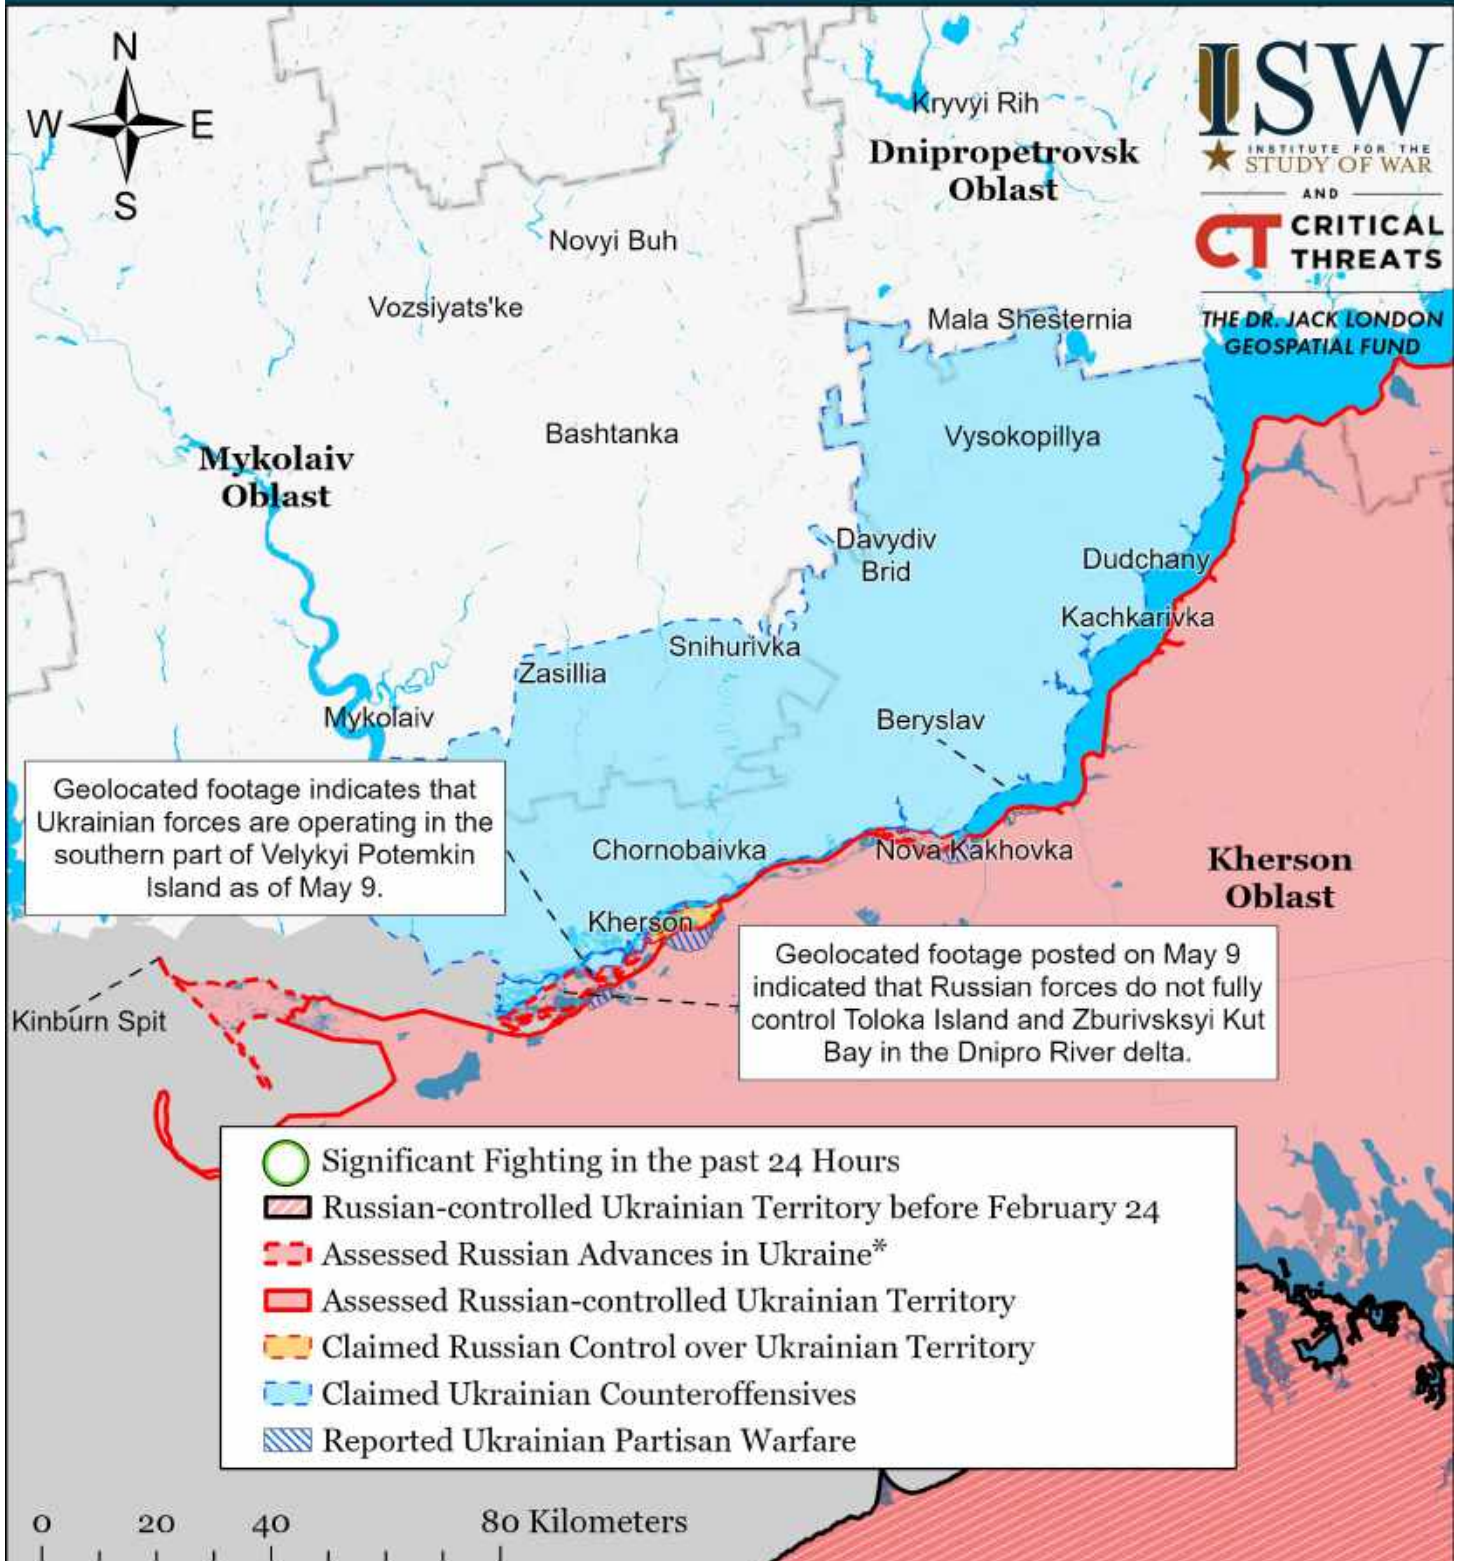 N
W
E
S
ISW
INSTITUTE FOR THE
STUDY OF WAR
AND
CT CRITICAL
THREATS
THE DR. JACK LONDON
GEOSPATIAL FUND
Kryvyi Rih
Dnipropetrovsk
Oblast
Novyi Buh
Vozsiyats'ke
Mala Shesternia
Bashtanka
Vysokopillya
Mykolaiv
Oblast
Davydiv
Brid
Dudchany
Kachkarivka
Snihurivka
Zasillia
Mykolaiv
Beryslav
Geolocated footage indicates that
Ukrainian forces are operating in the
southern part of Velykyi Potemkin
Island as of May 9.
Chornobaivka
Nova Kakhovka
Kherson
Oblast
Kherson
Geolocated footage posted on May 9
indicated that Russian forces do not fully
control Toloka Island and Zburivsksyi Kut
Bay in the Dnipro River delta.
Kinburn Spit
Significant Fighting in the past 24 Hours
Russian-controlled Ukrainian Territory before February 24
Assessed Russian Advances in Ukraine*
Assessed Russian-controlled Ukrainian Territory
Claimed Russian Control over Ukrainian Territory
Claimed Ukrainian Counteroffensives
Reported Ukrainian Partisan Warfare
0 20 40 80 Kilometers